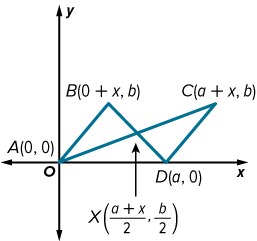 y
B(0 + x, b)
C(a + x, b)
A(0, 0)
O
D(a, 0)
x
X((a + x)/2, b/2)